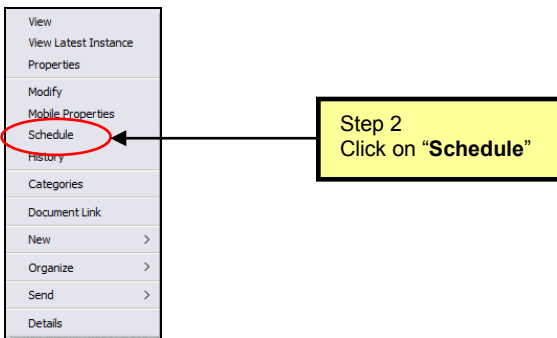 View
View Latest Instance
Properties
Modify
Mobile Properties
Schedule
History
Categories
Document Link
New >
Organize >
Send >
Details
Step 2
Click on “Schedule”